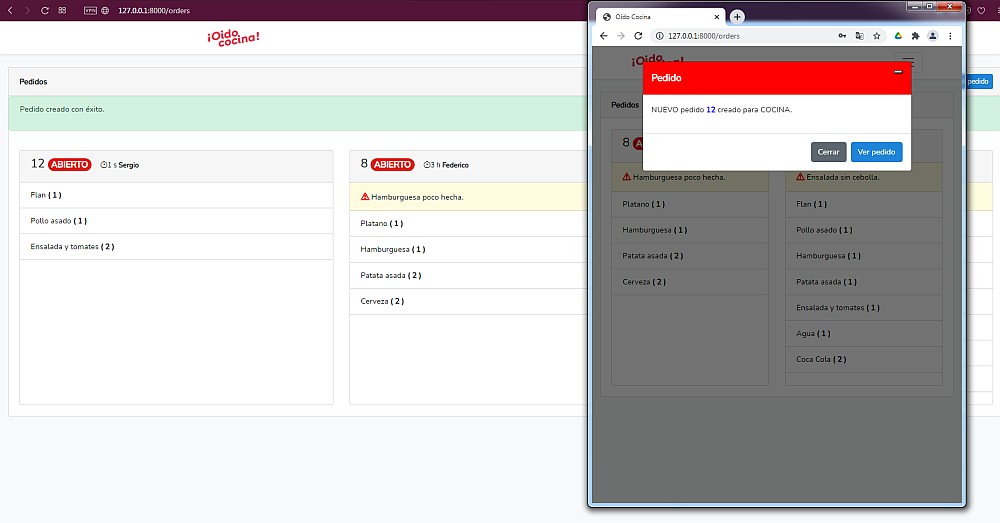 VPN 127.0.0.1:8000/orders
¡Oido cocina!
Pedidos
pedido
Pedido creado con éxito.
12 ABIERTO 1 s Sergio
Flan ( 1 )
Pollo asado ( 1 )
Ensalada y tomates ( 2 )
8 ABIERTO 3 h Federico
Hamburguesa poco hecha.
Platano ( 1 )
Hamburguesa ( 1 )
Patata asada ( 2 )
Cerveza ( 2 )
Oido Cocina
127.0.0.1:8000/orders
Pedido
NUEVO pedido 12 creado para COCINA.
Cerrar
Ver pedido
Pedidos
8 A
Hamburguesa poco hecha.
Platano ( 1 )
Hamburguesa ( 1 )
Patata asada ( 2 )
Cerveza ( 2 )
Ensalada sin cebolla.
Flan ( 1 )
Pollo asado ( 1 )
Hamburguesa ( 1 )
Patata asada ( 1 )
Ensalada y tomates ( 1 )
Agua ( 1 )
Coca Cola ( 2 )